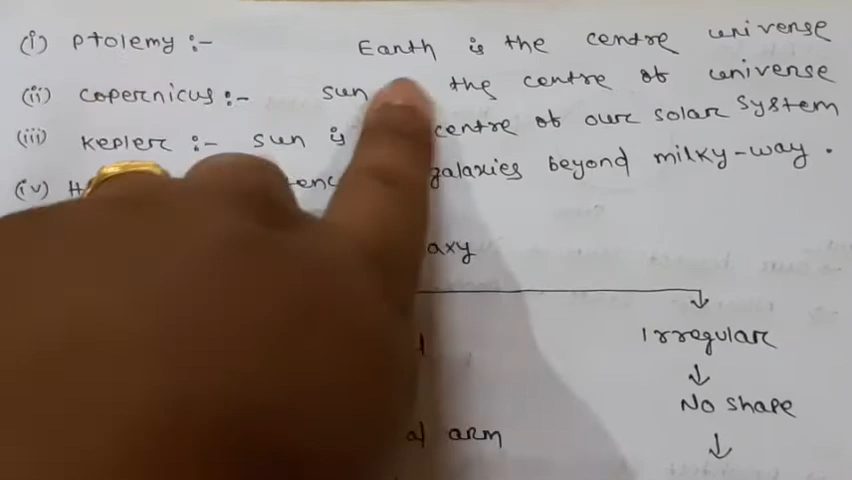 (i) Ptolemy :- Earth is the centre universe
(ii) Copernicus :- sun the centre of universe
(iii) Kepler :- sun is centre of our solar system
(iv) galaxies beyond milky-way .
axy
Irregular
↓
No shape
↓
arm